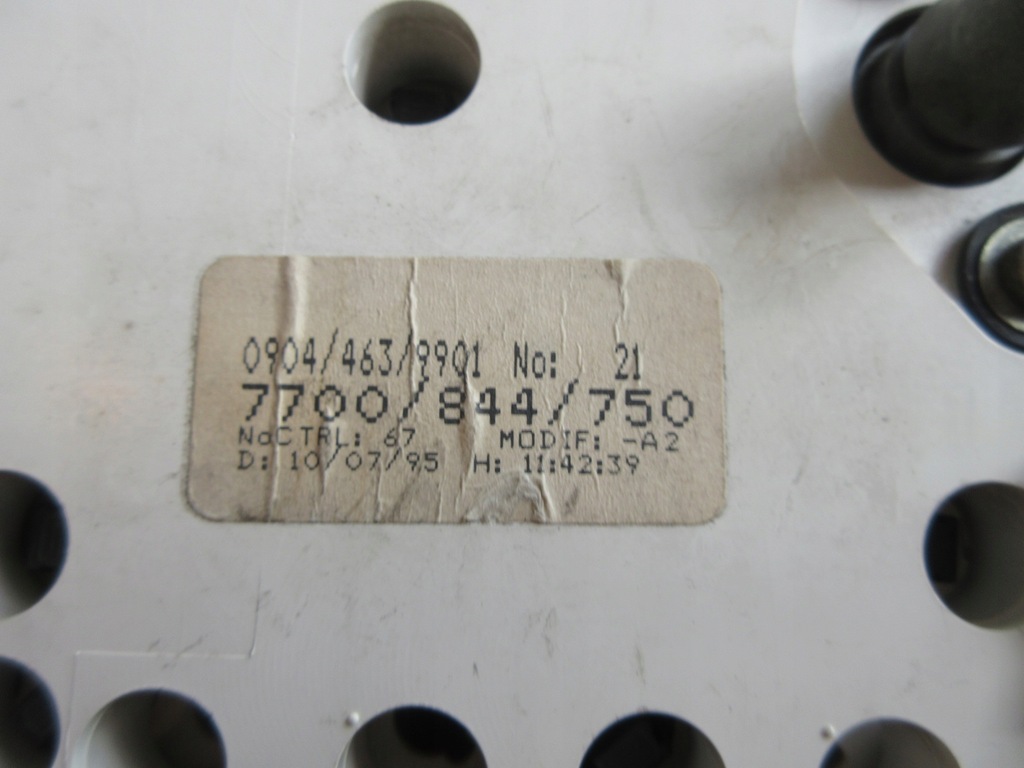 0904/463/9901 No: 21
7700/844/750
NoCTRL: 67 MODIF: -A2
D: 10/07/95 H: 11:42:39